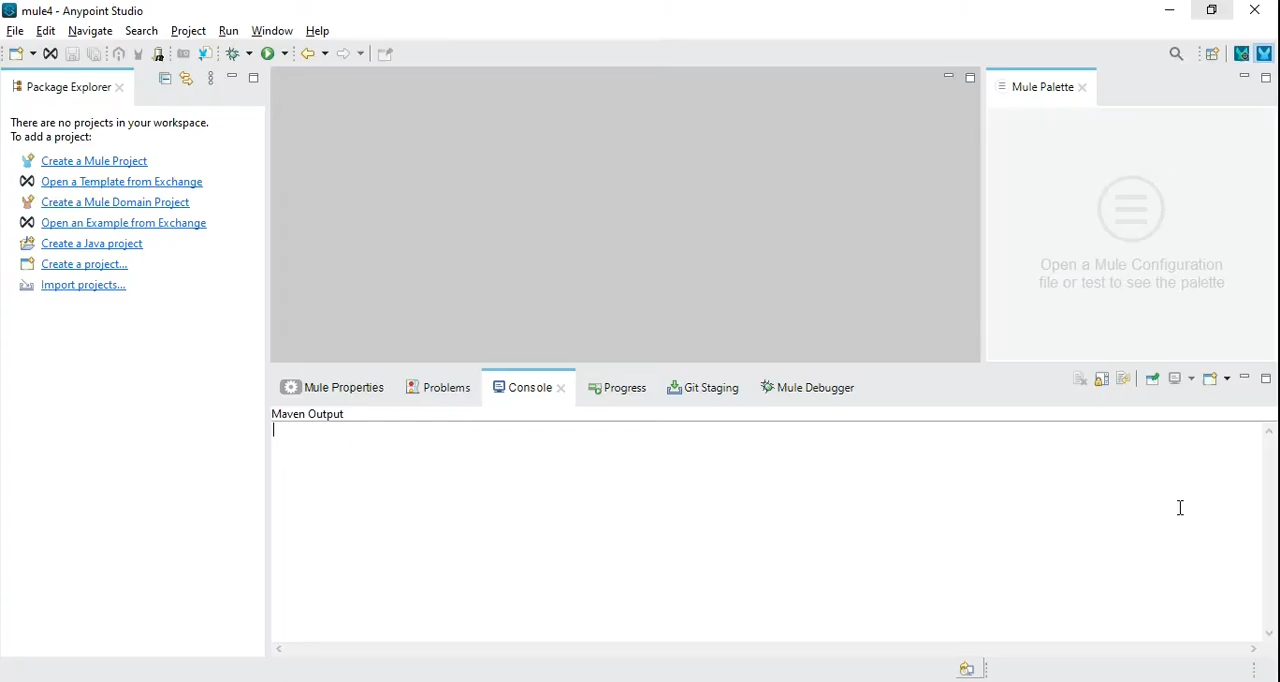 mule4 - Anypoint Studio
File Edit Navigate Search Project Run Window Help
Package Explorer
There are no projects in your workspace.
To add a project:
Create a Mule Project
Open a Template from Exchange
Create a Mule Domain Project
Open an Example from Exchange
Create a Java project
Create a project...
Import projects...
Mule Palette
Open a Mule Configuration
file or test to see the palette
Mule Properties Problems Console Progress Git Staging Mule Debugger
Maven Output